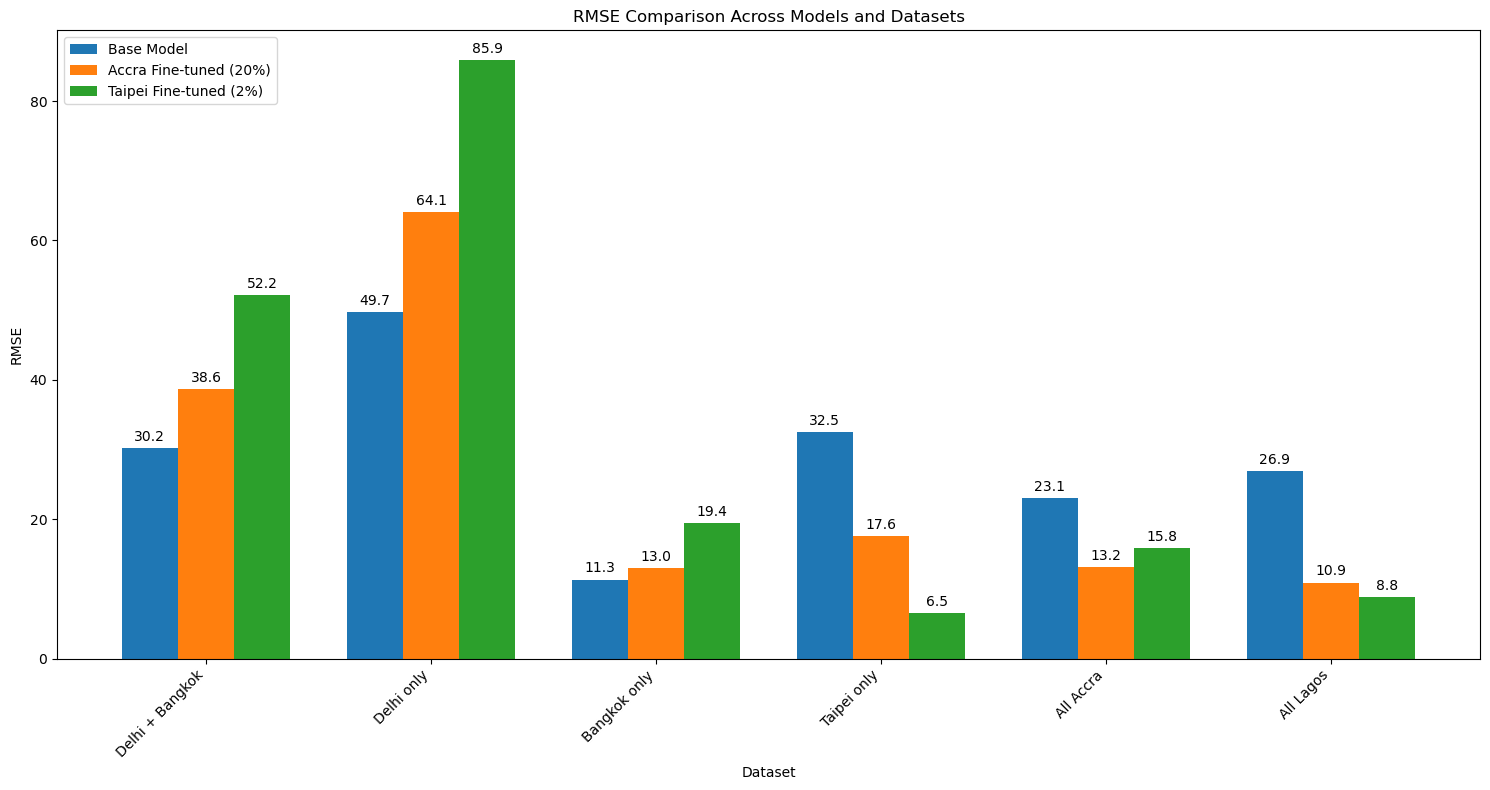 RMSE Comparison Across Models and Datasets
Base Model
Accra Fine-tuned (20%)
Taipei Fine-tuned (2%)
RMSE
80
60
40
20
0
30.2
38.6
52.2
49.7
64.1
85.9
11.3
13.0
19.4
32.5
17.6
6.5
23.1
13.2
15.8
26.9
10.9
8.8
Delhi + Bangkok
Delhi only
Bangkok only
Taipei only
All Accra
All Lagos
Dataset